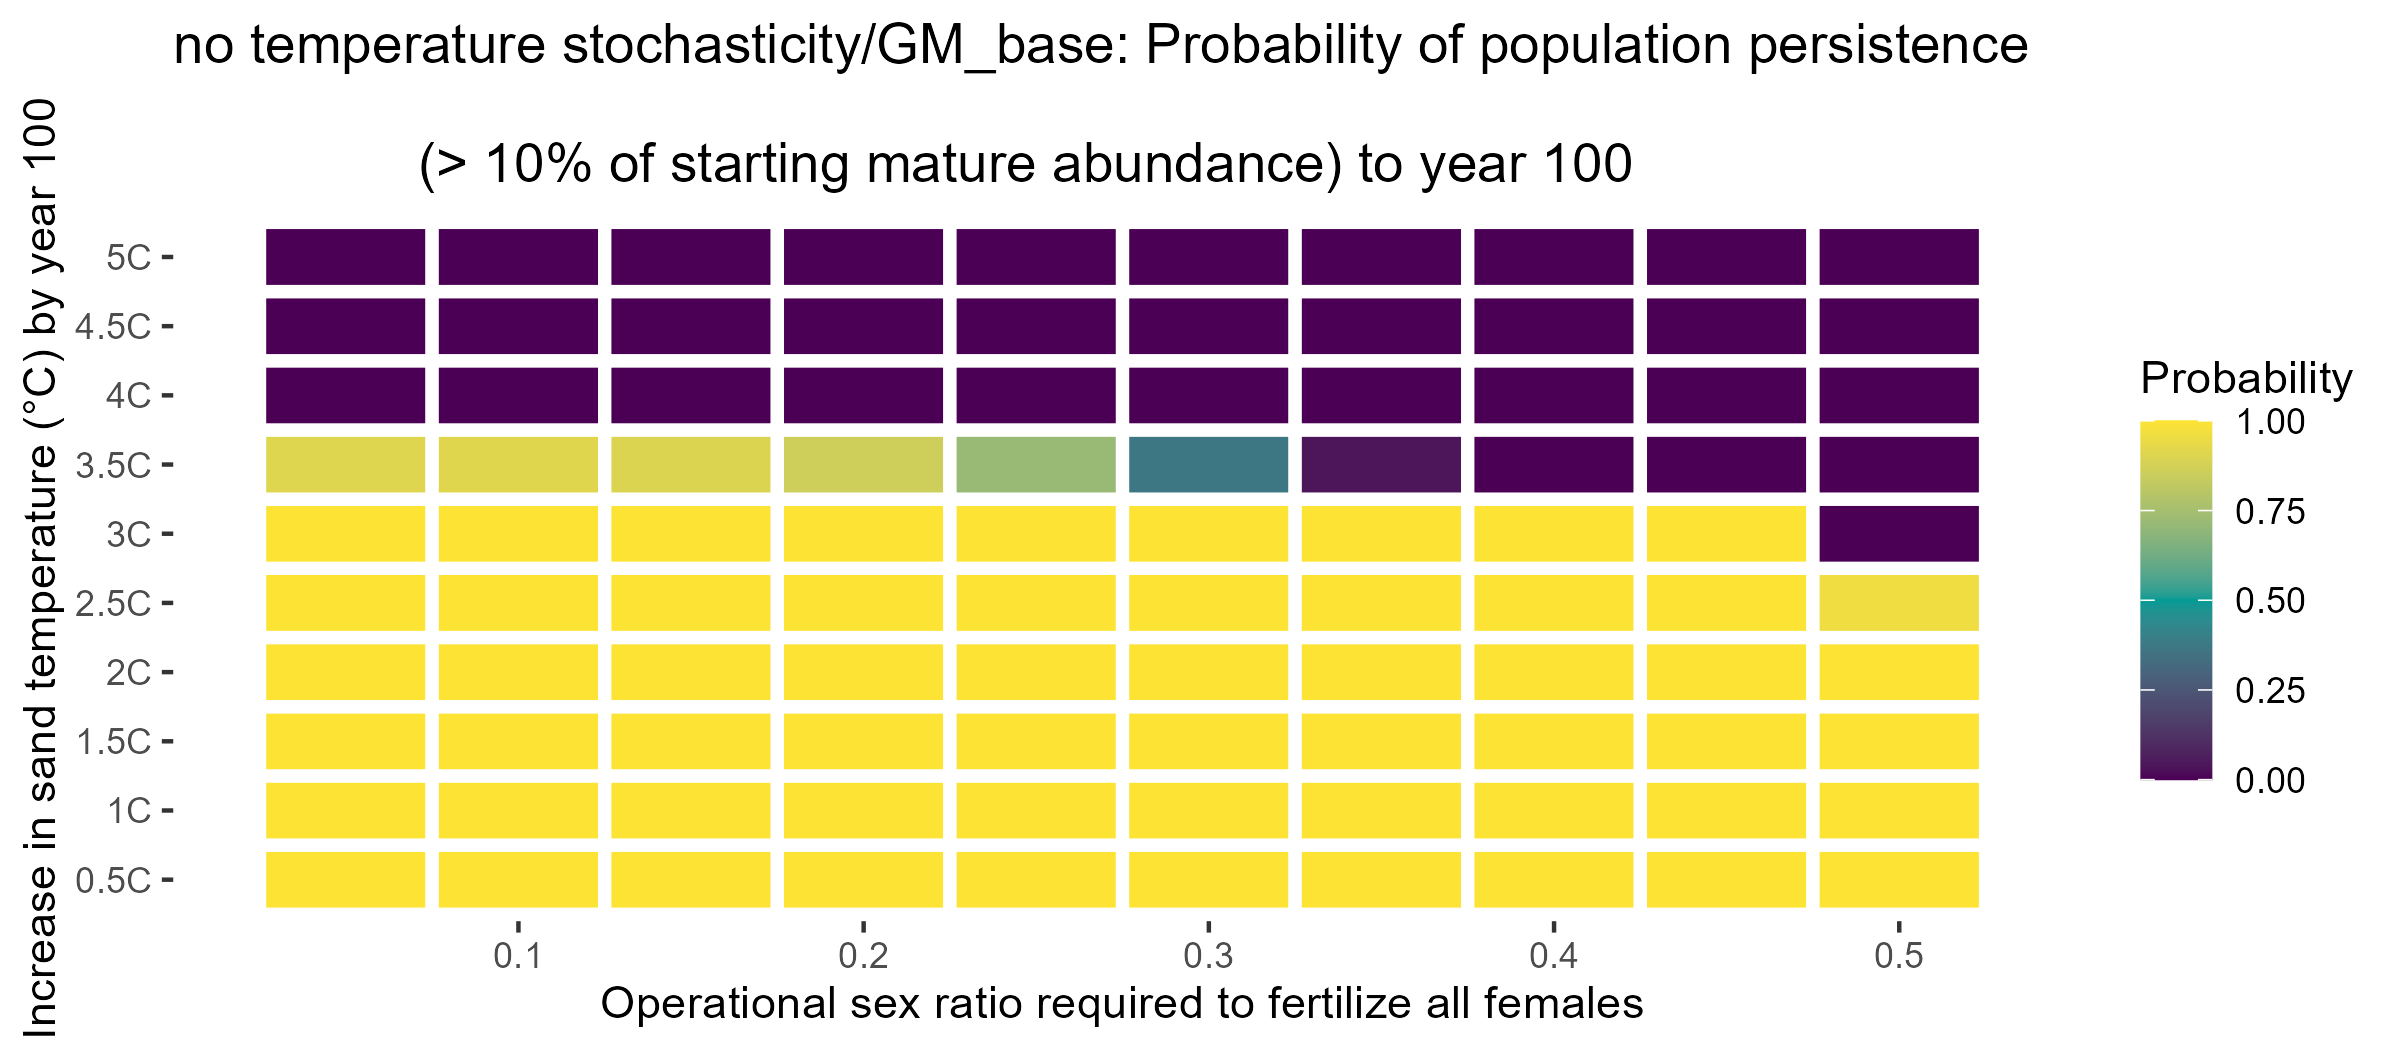 no temperature stochasticity/GM_base: Probability of population persistence
(> 10% of starting mature abundance) to year 100
Increase in sand temperature (°C) by year 100
5C
4.5C
4C
3.5C
3C
2.5C
2C
1.5C
1C
0.5C
0.1
0.2
0.3
0.4
0.5
Operational sex ratio required to fertilize all females
Probability
1.00
0.75
0.50
0.25
0.00